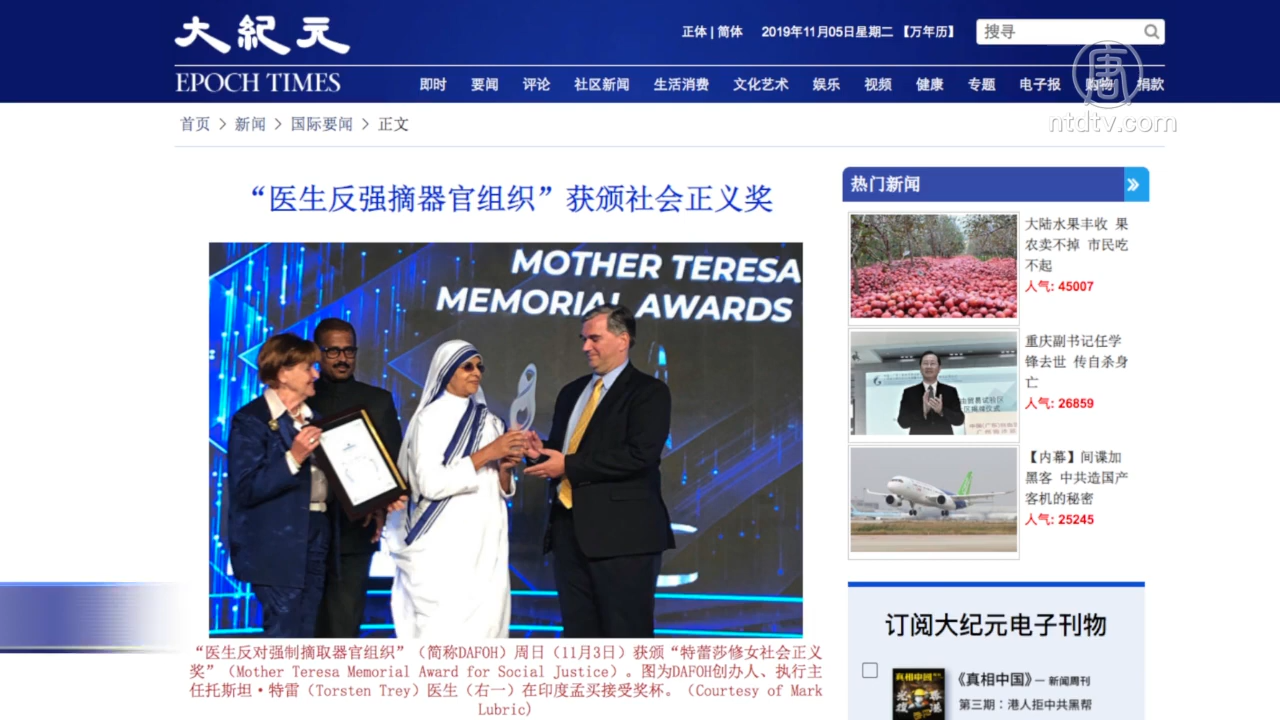 大紀元
EPOCH TIMES
正体 | 简体 2019年11月05日星期二 【万年历】
搜寻
即时 要闻 评论 社区新闻 生活消费 文化艺术 娱乐 视频 健康 专题 电子报 购物 捐款
唐
ntdtv.com
首页 > 新闻 > 国际要闻 > 正文
“医生反强摘器官组织”获颁社会正义奖
MOTHER TERESA
MEMORIAL AWARDS
“医生反对强制摘取器官组织”（简称DAFOH）周日（11月3日）获颁“特蕾莎修女社会正义
奖”（Mother Teresa Memorial Award for Social Justice）。图为DAFOH创办人、执行主
任托斯坦·特雷（Torsten Trey）医生（右一）在印度孟买接受奖杯。（Courtesy of Mark
Lubric)
热门新闻
大陆水果丰收 果
农卖不掉 市民吃
不起
人气: 45007
重庆副书记任学
锋去世 传自杀身
亡
人气: 26859
【内幕】间谍加
黑客 中共造国产
客机的秘密
人气: 25245
订阅大纪元电子刊物
真相中國
《真相中国》— 新闻周刊
第三期：港人拒中共黑帮